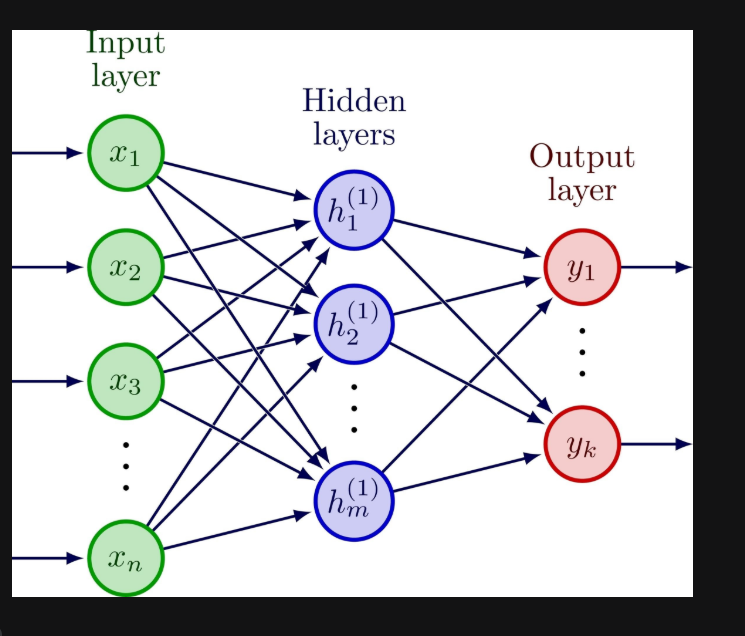 Input
layer
Hidden
layers
Output
layer
x₁
x₂
x₃
xₙ
h₁⁽¹⁾
h₂⁽¹⁾
hₘ⁽¹⁾
y₁
yₖ